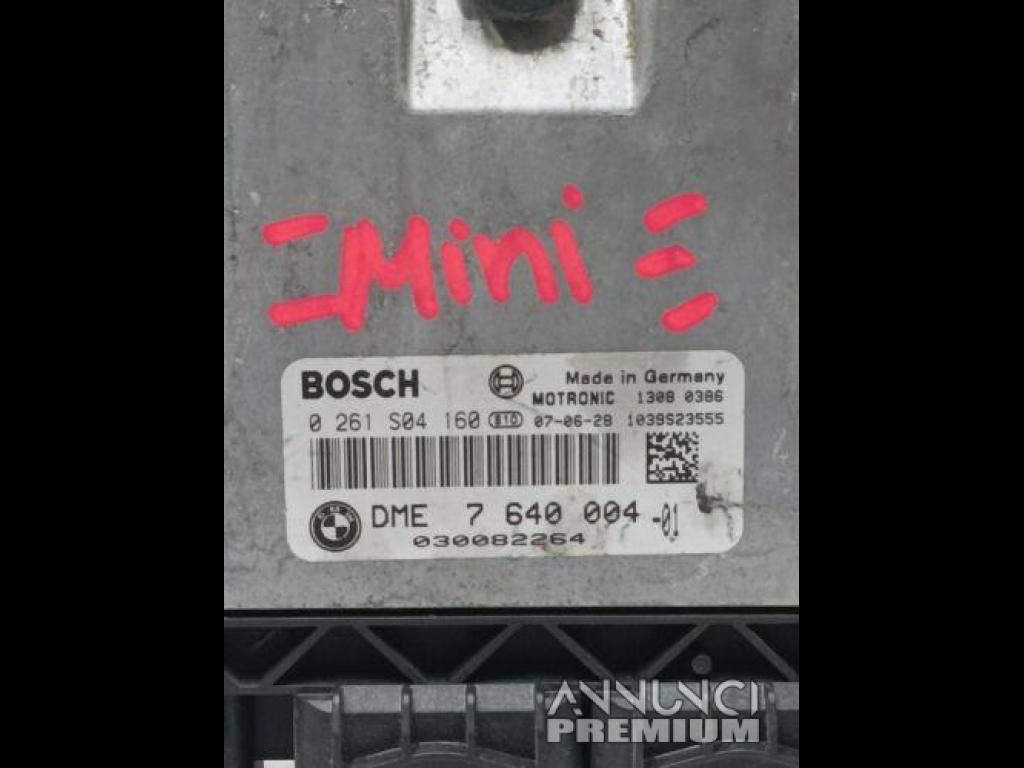 Mini
BOSCH
Made in Germany
MOTRONIC 1308 0386
0 261 S04 160 B10 07-06-28 1039S23555
DME 7 640 004 -01
030082264
ANNUNCI
PREMIUM